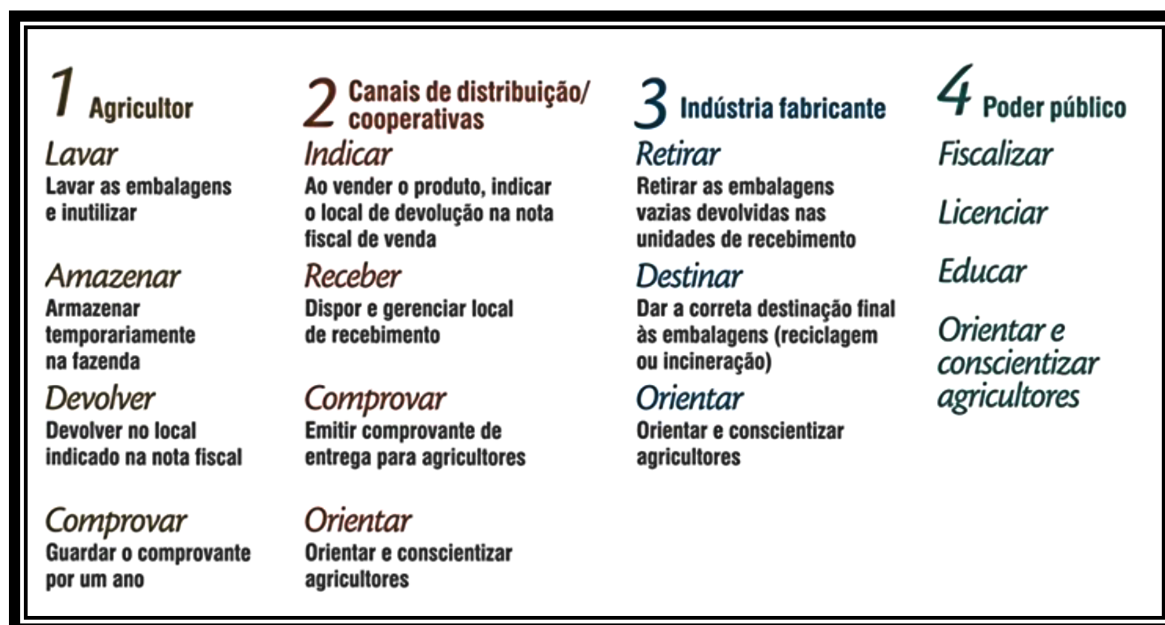 1 Agricultor
Lavar
Lavar as embalagens
e inutilizar
Amazenar
Armazenar
temporariamente
na fazenda
Devolver
Devolver no local
indicado na nota fiscal
Comprovar
Guardar o comprovante
por um ano
2 Canais de distribuição/
cooperativas
Indicar
Ao vender o produto, indicar
o local de devolução na nota
fiscal de venda
Receber
Dispor e gerenciar local
de recebimento
Comprovar
Emitir comprovante de
entrega para agricultores
Orientar
Orientar e conscientizar
agricultores
3 Indústria fabricante
Retirar
Retirar as embalagens
vazias devolvidas nas
unidades de recebimento
Destinar
Dar a correta destinação final
às embalagens (reciclagem
ou incineração)
Orientar
Orientar e conscientizar
agricultores
4 Poder público
Fiscalizar
Licenciar
Educar
Orientar e
conscientizar
agricultores